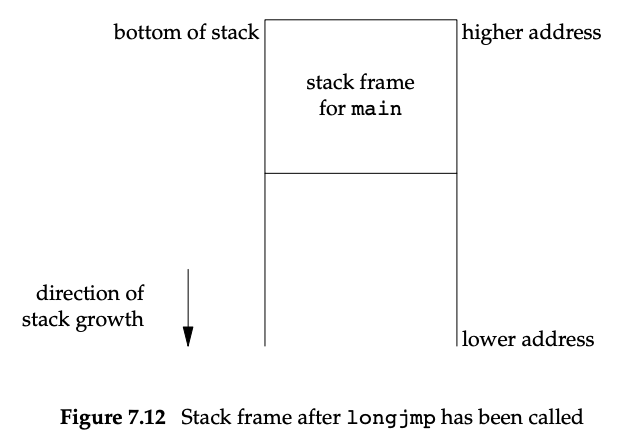 bottom of stack
higher address
stack frame
for main
direction of
stack growth
lower address
Figure 7.12 Stack frame after longjmp has been called